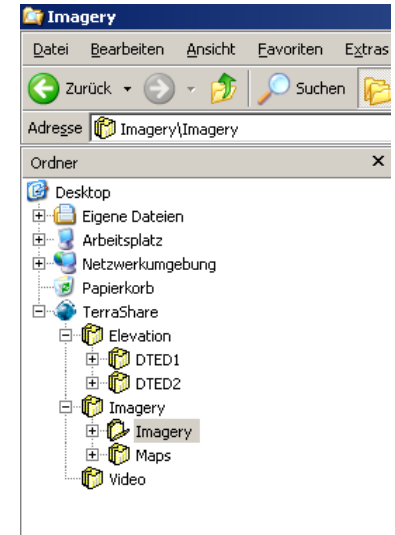 Imagery
Datei Bearbeiten Ansicht Favoriten Extras
Zurück Suchen
Adresse Imagery\Imagery
Ordner
Desktop
Eigene Dateien
Arbeitsplatz
Netzwerkumgebung
Papierkorb
TerraShare
Elevation
DTED1
DTED2
Imagery
Imagery
Maps
Video